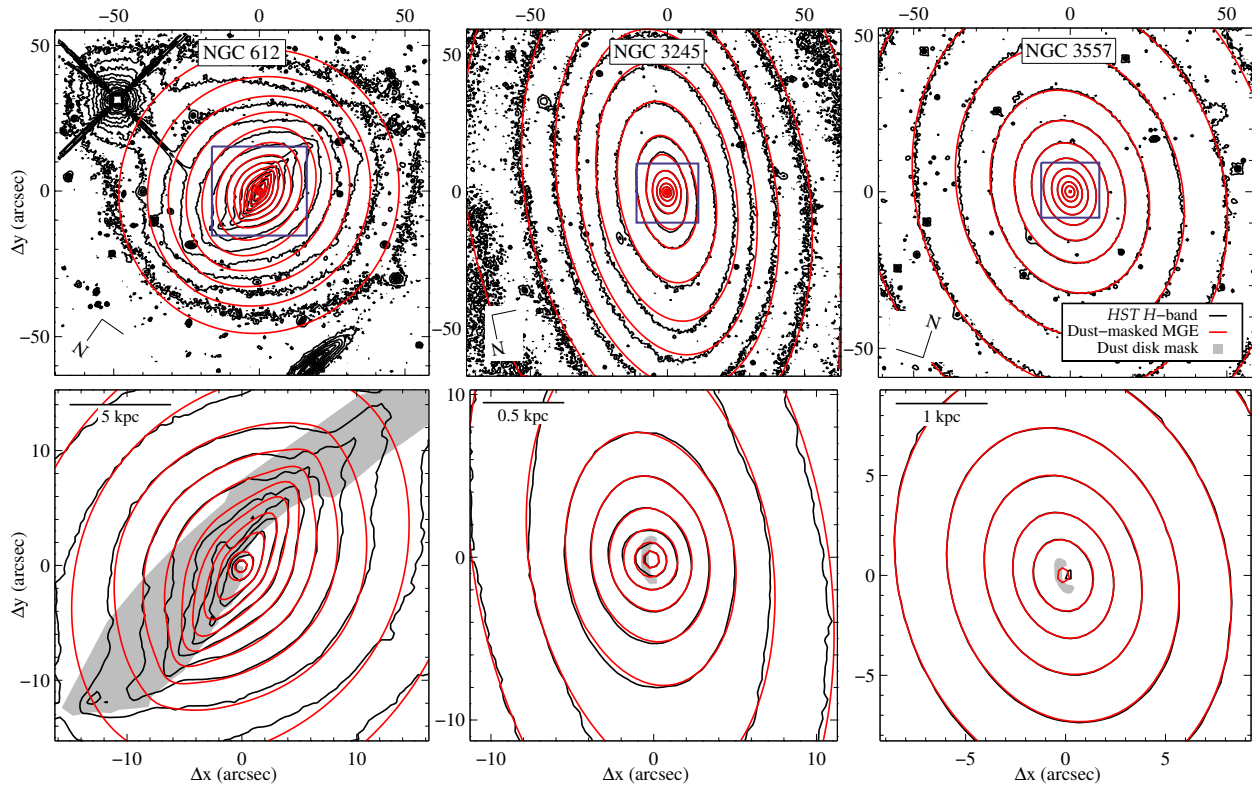 −50 0 50
−50 0 50
−50 0 50
50
0
−50
Δy (arcsec)
NGC 612
N
50
0
−50
NGC 3245
N
50
0
−50
NGC 3557
N
HST H−band
Dust−masked MGE
Dust disk mask
10
0
−10
Δy (arcsec)
5 kpc
−10 0 10
Δx (arcsec)
10
0
−10
0.5 kpc
−10 0 10
Δx (arcsec)
5
0
−5
1 kpc
−5 0 5
Δx (arcsec)